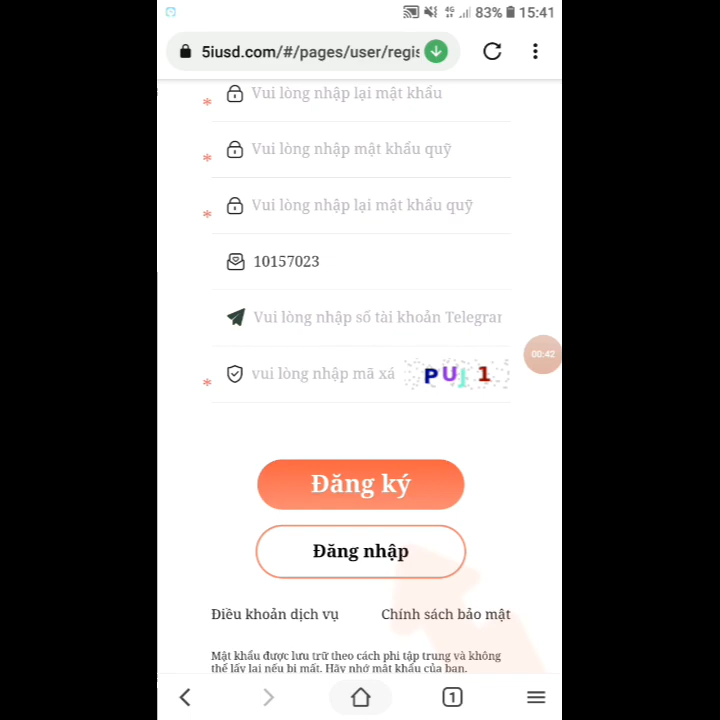 83% 15:41
5iusd.com/#/pages/user/regis
* Vui lòng nhập lại mật khẩu
* Vui lòng nhập mật khẩu quỹ
* Vui lòng nhập lại mật khẩu quỹ
10157023
Vui lòng nhập số tài khoản Telegram
* vui lòng nhập mã xá PUj1
00:42
Đăng ký
Đăng nhập
Điều khoản dịch vụ Chính sách bảo mật
Mật khẩu được lưu trữ theo cách phi tập trung và không
thể lấy lại nếu bị mất. Hãy nhớ mật khẩu của bạn.
1